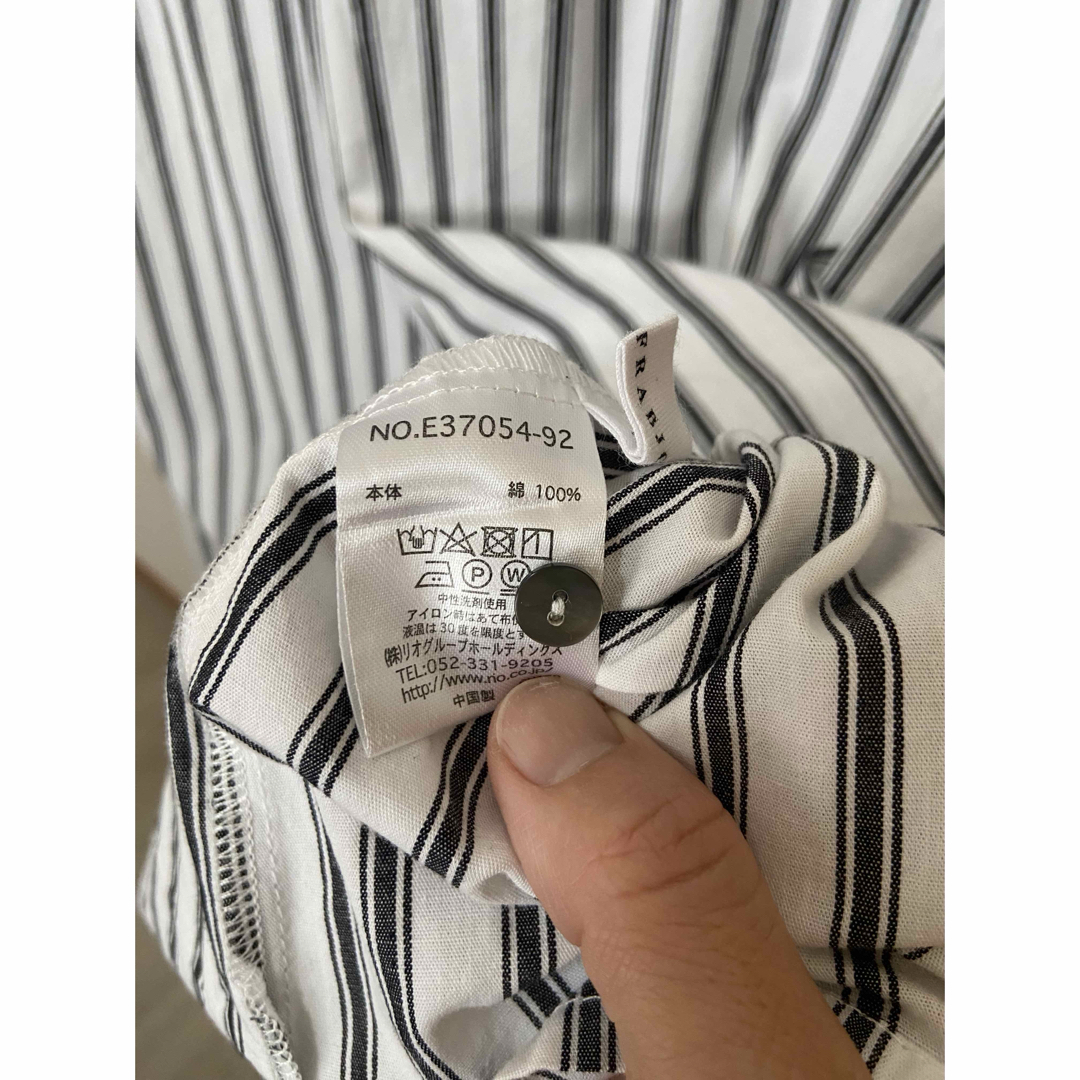 FRABI
NO.E37054-92
本体 綿 100%
P W
中性洗剤使用
アイロン時はあて布
液温は30度を限度とす
(株)リオグループホールディングス
TEL:052-331-9205
http://www.rio.co.jp/
中国製